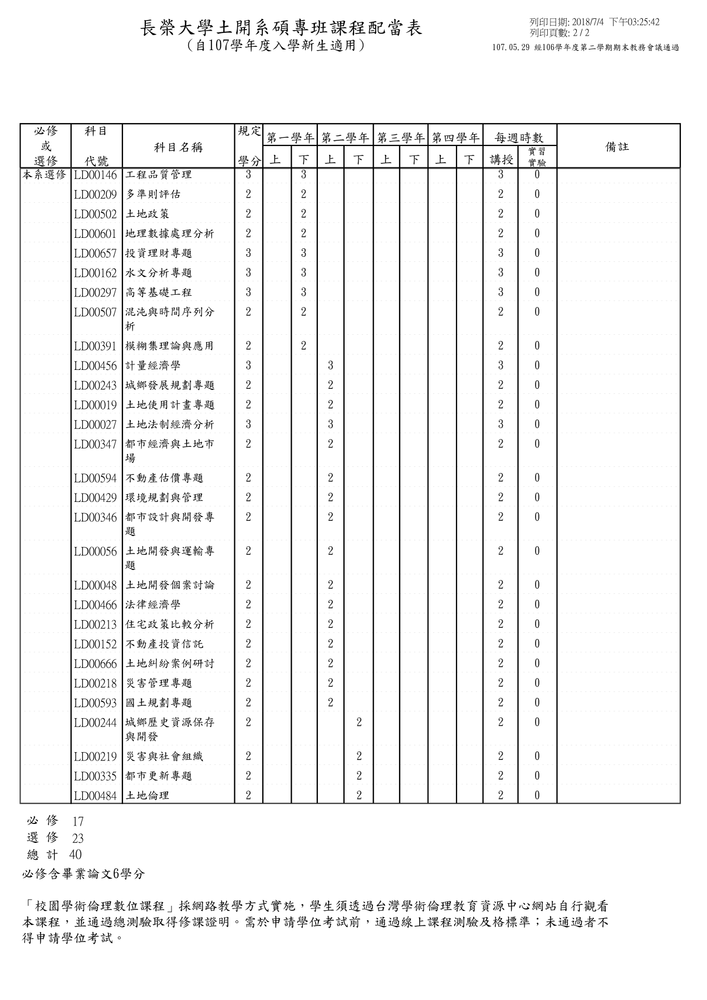 長榮大學土開系碩專班課程配當表
（自107學年度入學新生適用）
列印日期: 2018/7/4 下午03:25:42
列印頁數: 2 / 2
107.05.29 經106學年度第二學期期末教務會議通過
必修 或 選修 科目 代號 科目名稱 規定 學分 第一學年 第二學年 第三學年 第四學年 每週時數 備註
上 下 上 下 上 下 上 下 講授 實習 實驗
本系選修 LD00146 工程品質管理 3 3 3 0
LD00209 多準則評估 2 2 2 0
LD00502 土地政策 2 2 2 0
LD00601 地理數據處理分析 2 2 2 0
LD00657 投資理財專題 3 3 3 0
LD00162 水文分析專題 3 3 3 0
LD00297 高等基礎工程 3 3 3 0
LD00507 混沌與時間序列分 2 2 2 0
析
LD00391 模糊集理論與應用 2 2 2 0
LD00456 計量經濟學 3 3 3 0
LD00243 城鄉發展規劃專題 2 2 2 0
LD00019 土地使用計畫專題 2 2 2 0
LD00027 土地法制經濟分析 3 3 3 0
LD00347 都市經濟與土地市 2 2 2 0
場
LD00594 不動產估價專題 2 2 2 0
LD00429 環境規劃與管理 2 2 2 0
LD00346 都市設計與開發專 2 2 2 0
題
LD00056 土地開發與運輸專 2 2 2 0
題
LD00048 土地開發個案討論 2 2 2 0
LD00466 法律經濟學 2 2 2 0
LD00213 住宅政策比較分析 2 2 2 0
LD00152 不動產投資信託 2 2 2 0
LD00666 土地糾紛案例研討 2 2 2 0
LD00218 災害管理專題 2 2 2 0
LD00593 國土規劃專題 2 2 2 0
LD00244 城鄉歷史資源保存 2 2 2 0
與開發
LD00219 災害與社會組織 2 2 2 0
LD00335 都市更新專題 2 2 2 0
LD00484 土地倫理 2 2 2 0
必 修 17
選 修 23
總 計 40
必修含畢業論文6學分
「校園學術倫理數位課程」採網路教學方式實施，學生須透過台灣學術倫理教育資源中心網站自行觀看
本課程，並通過總測驗取得修課證明。需於申請學位考試前，通過線上課程測驗及格標準；未通過者不
得申請學位考試。